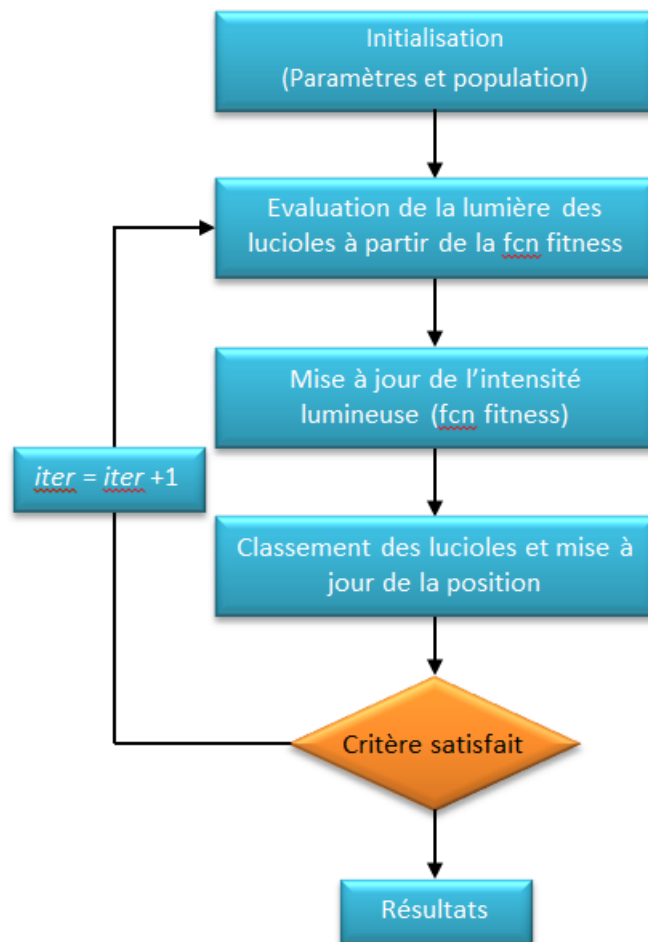 Initialisation
(Paramètres et population)
Evaluation de la lumière des
lucioles à partir de la fcn fitness
Mise à jour de l'intensité
lumineuse (fcn fitness)
iter = iter +1
Classement des lucioles et mise à
jour de la position
Critère satisfait
Résultats